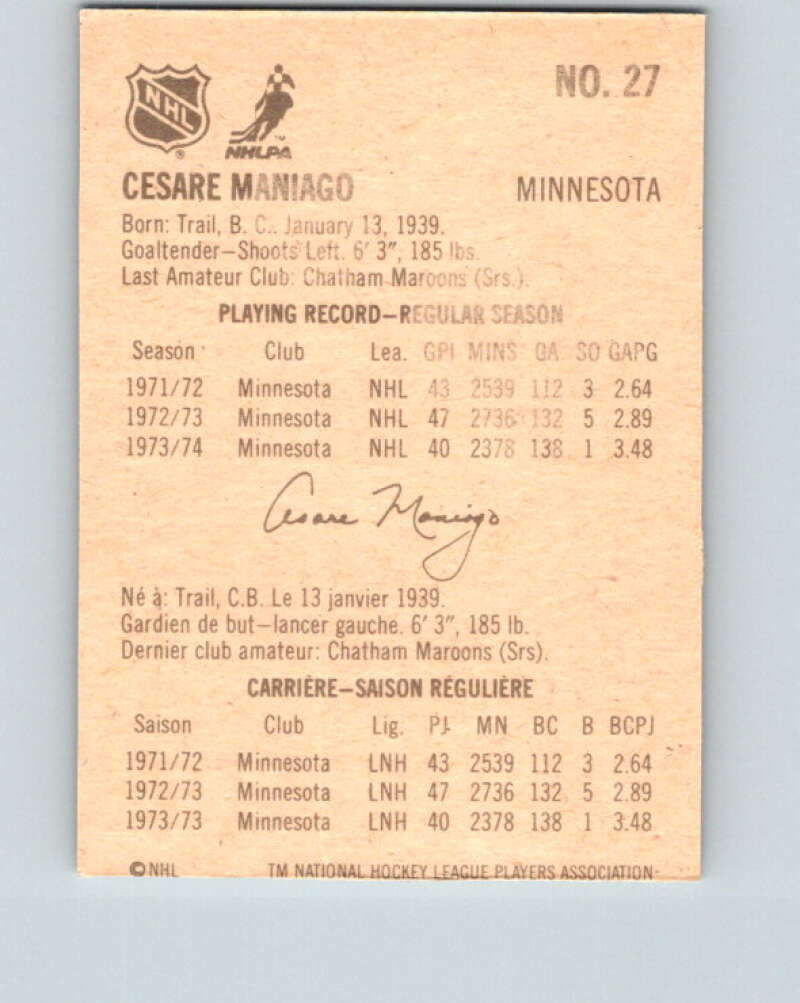 NHL
NHLPA
NO. 27
CESARE MANIAGO MINNESOTA
Born: Trail, B. C.. January 13, 1939.
Goaltender—Shoots Left. 6' 3", 185 lbs.
Last Amateur Club: Chatham Maroons (Srs.).
PLAYING RECORD—REGULAR SEASON
Season Club Lea. GPI MINS GA SO GAPG
1971/72 Minnesota NHL 43 2539 112 3 2.64
1972/73 Minnesota NHL 47 2736 132 5 2.89
1973/74 Minnesota NHL 40 2378 138 1 3.48
Cesare Maniago
Né à: Trail, C.B. Le 13 janvier 1939.
Gardien de but—lancer gauche. 6' 3", 185 lb.
Dernier club amateur: Chatham Maroons (Srs).
CARRIÈRE—SAISON RÉGULIÈRE
Saison Club Lig. PJ MN BC B BCPJ
1971/72 Minnesota LNH 43 2539 112 3 2.64
1972/73 Minnesota LNH 47 2736 132 5 2.89
1973/73 Minnesota LNH 40 2378 138 1 3.48
© NHL TM NATIONAL HOCKEY LEAGUE PLAYERS ASSOCIATION